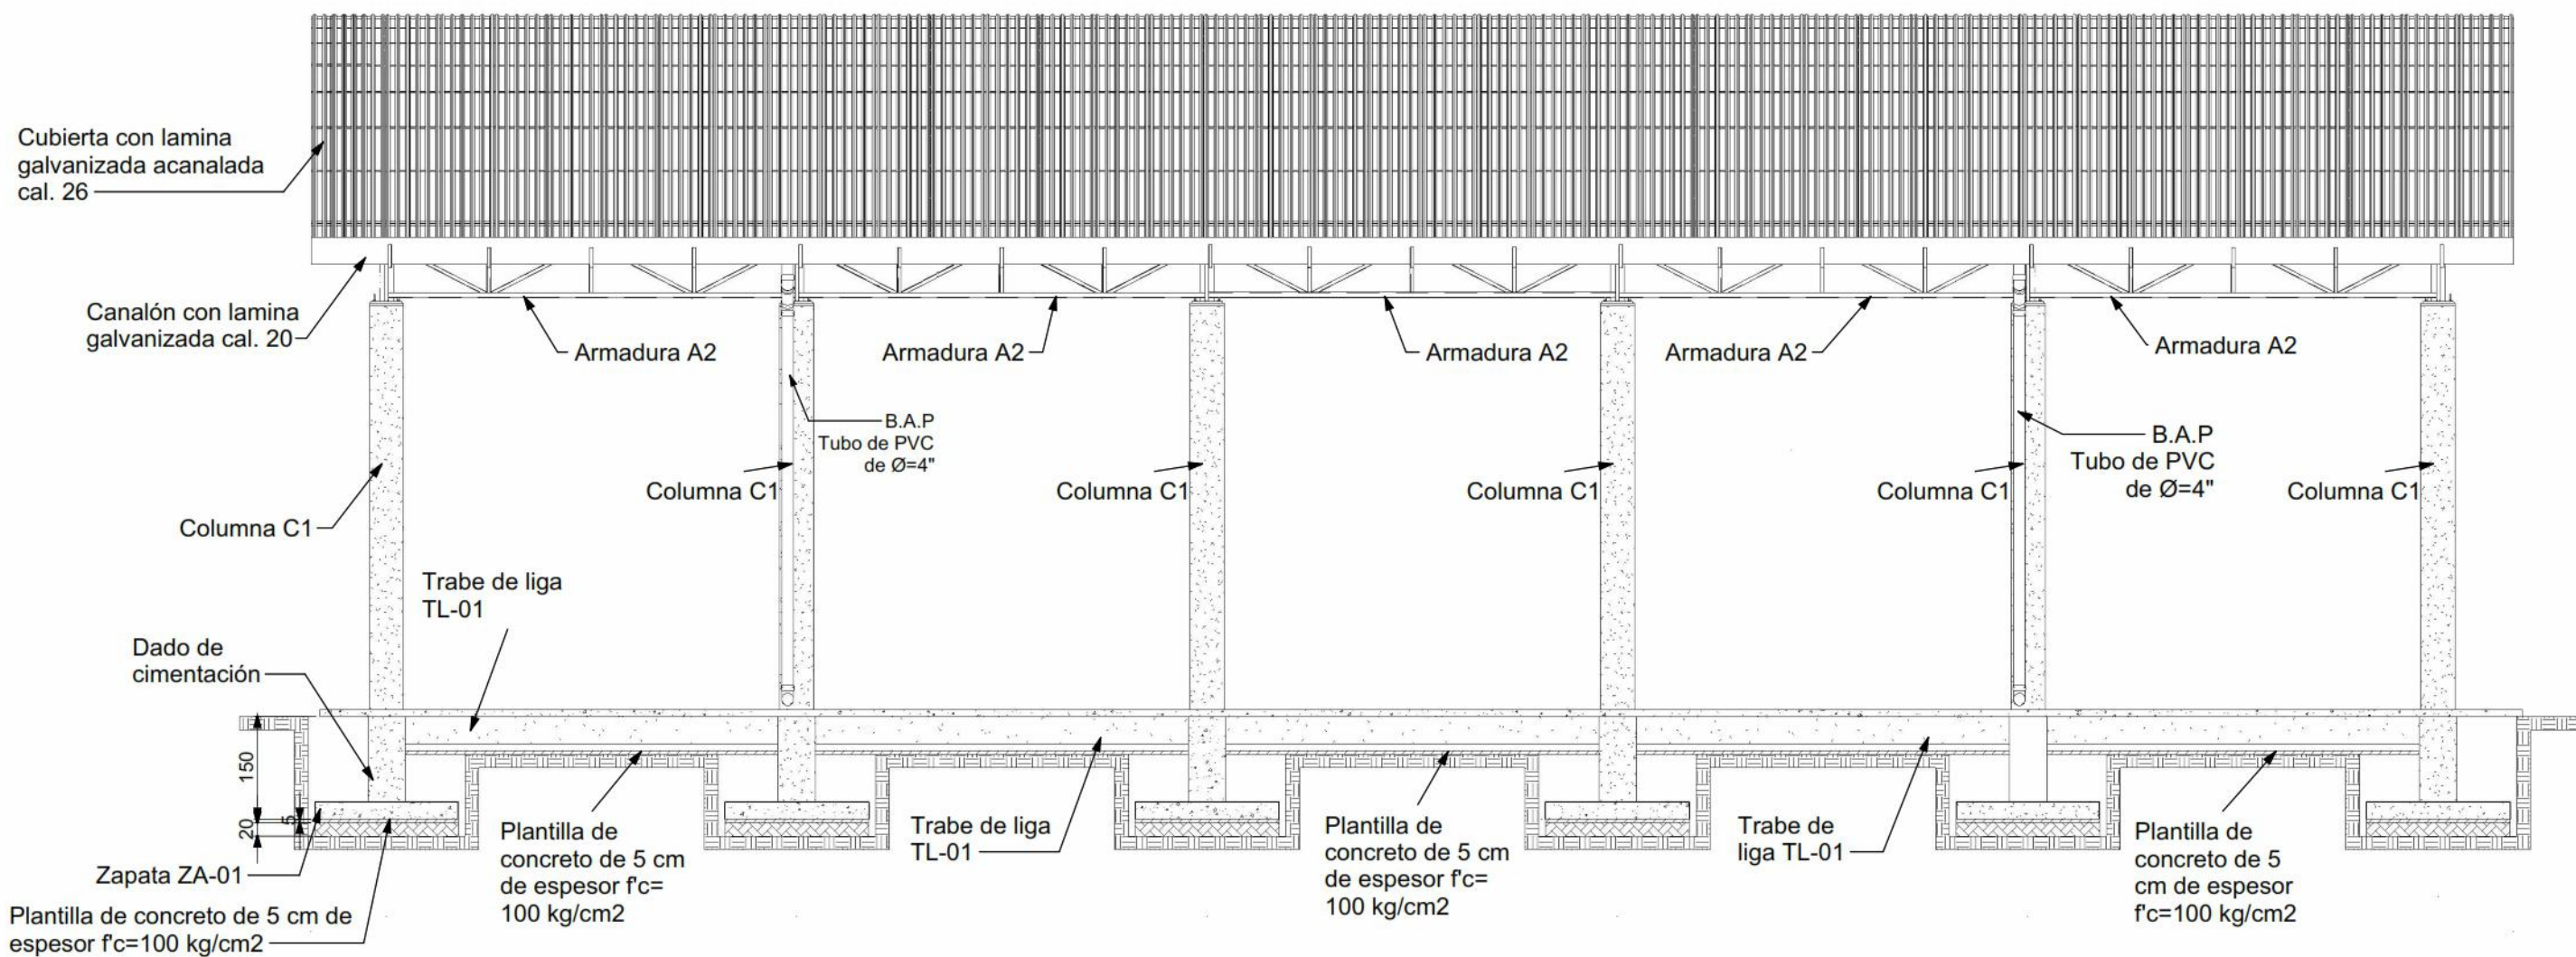 Cubierta con lamina
galvanizada acanalada
cal. 26
Canalón con lamina
galvanizada cal. 20
Armadura A2
Armadura A2
Armadura A2
Armadura A2
Armadura A2
B.A.P
Tubo de PVC
de Ø=4"
B.A.P
Tubo de PVC
de Ø=4"
Columna C1
Columna C1
Columna C1
Columna C1
Columna C1
Columna C1
Trabe de liga
TL-01
Dado de
cimentación
150
20
5
Zapata ZA-01
Plantilla de concreto de 5 cm de
espesor f'c=100 kg/cm2
Plantilla de
concreto de 5 cm
de espesor f'c=
100 kg/cm2
Trabe de liga
TL-01
Plantilla de
concreto de 5 cm
de espesor f'c=
100 kg/cm2
Trabe de
liga TL-01
Plantilla de
concreto de 5
cm de espesor
f'c=100 kg/cm2